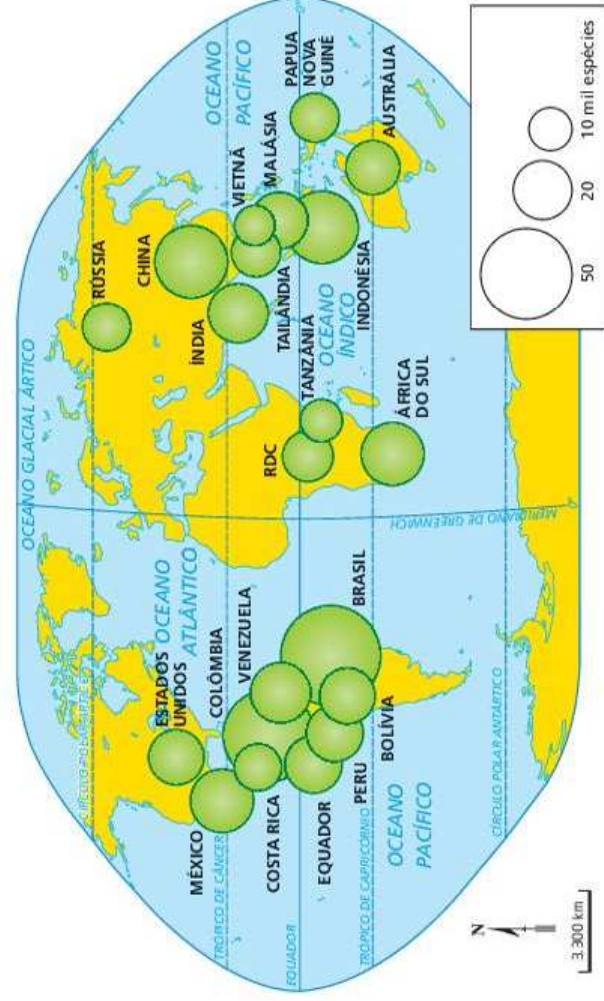 OCEANO GLACIAL ÁRTICO
CÍRCULO POLAR ÁRTICO
RÚSSIA
ESTADOS
UNIDOS
OCEANO
ATLÂNTICO
CHINA
OCEANO
PACÍFICO
MÉXICO
TRÓPICO DE CÂNCER
COLÔMBIA
VENEZUELA
ÍNDIA
VIETNÃ
MALÁSIA
PAPUA
NOVA
GUINÉ
COSTA RICA
RDC
TAILÂNDIA
TANZÂNIA
EQUADOR
EQUADOR
BRASIL
OCEANO
ÍNDICO
INDONÉSIA
AUSTRÁLIA
PERU
TRÓPICO DE CAPRICÓRNIO
BOLÍVIA
ÁFRICA
DO SUL
OCEANO
PACÍFICO
MERIDIANO DE GREENWICH
0°
CÍRCULO POLAR ANTÁRTICO
N
3.300 km
50
20
10 mil espécies